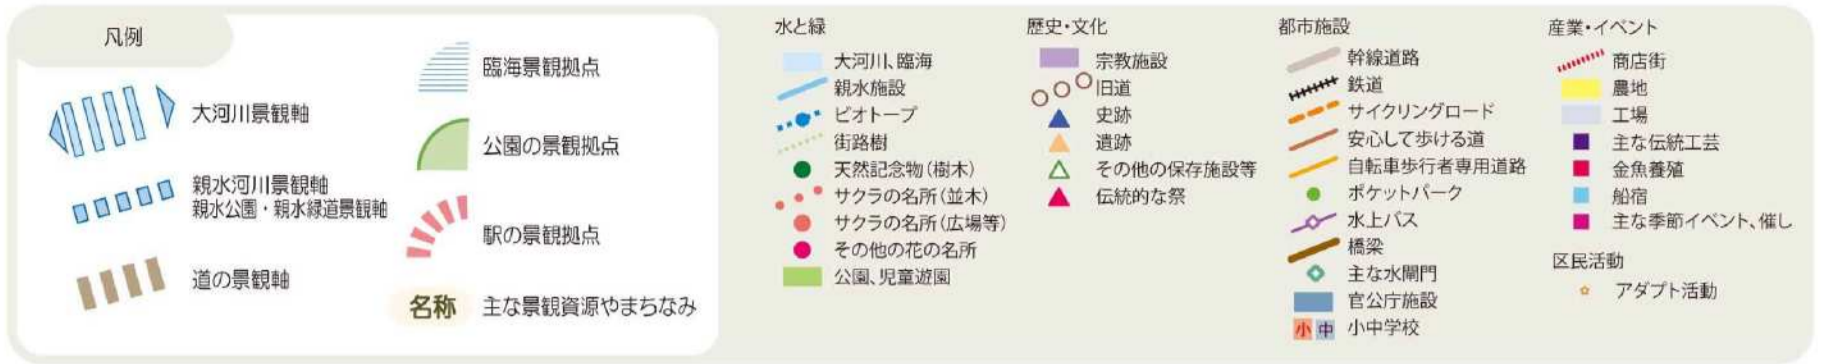 凡例
大河川景観軸
親水河川景観軸
親水公園・親水緑道景観軸
道の景観軸
臨海景観拠点
公園の景観拠点
駅の景観拠点
名称 主な景観資源やまちなみ
水と緑
大河川、臨海
親水施設
ビオトープ
街路樹
天然記念物(樹木)
サクラの名所(並木)
サクラの名所(広場等)
その他の花の名所
公園、児童遊園
歴史・文化
宗教施設
旧道
史跡
遺跡
その他の保存施設等
伝統的な祭
都市施設
幹線道路
鉄道
サイクリングロード
安心して歩ける道
自転車歩行者専用道路
ポケットパーク
水上バス
橋梁
主な水閘門
官公庁施設
小 中 小中学校
産業・イベント
商店街
農地
工場
主な伝統工芸
金魚養殖
船宿
主な季節イベント、催し
区民活動
アダプト活動